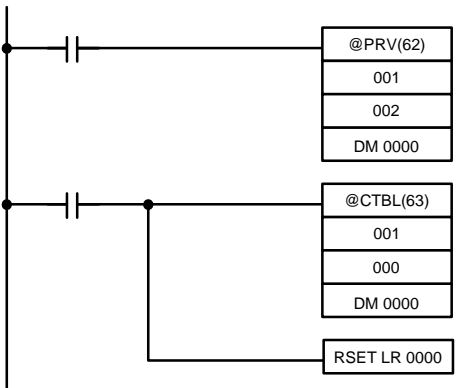 @PRV(62)
001
002
DM 0000
@CTBL(63)
001
000
DM 0000
RSET LR 0000